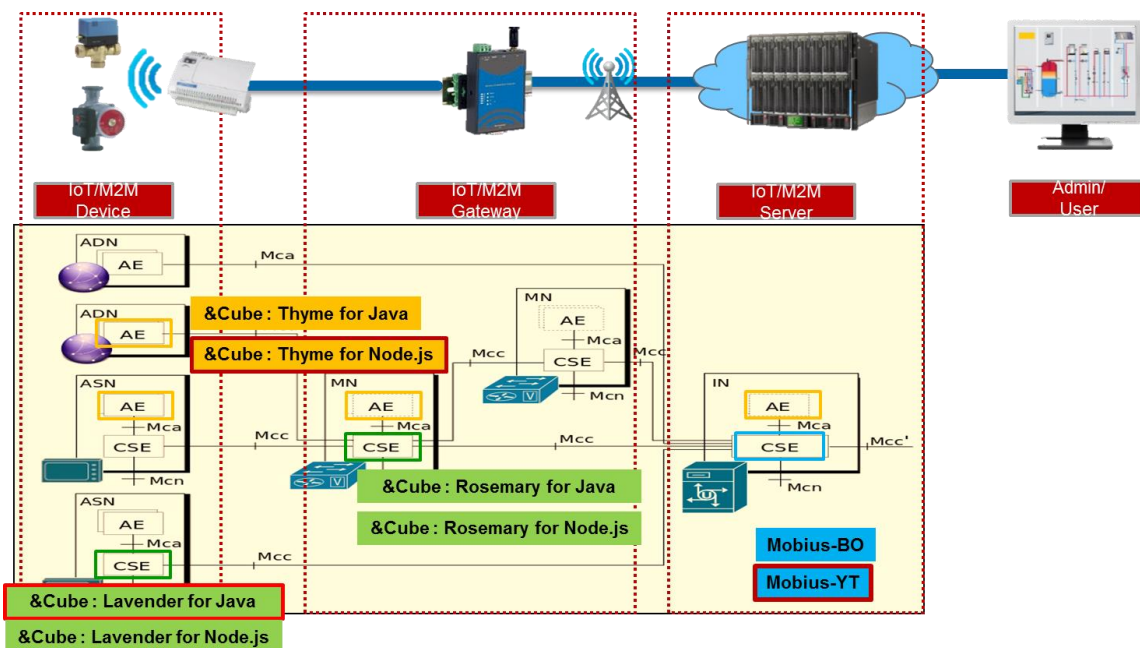 IoT/M2M
Device
IoT/M2M
Gateway
IoT/M2M
Server
Admin/
User
ADN
AE
Mca
ADN
AE
&Cube : Thyme for Java
&Cube : Thyme for Node.js
MN
AE
Mca
CSE
Mcc
Mcc
Mcn
ASN
AE
Mca
CSE
Mcc
Mcn
MN
AE
Mca
CSE
Mcc
V
V
IN
AE
Mca
CSE
Mcc'
Mcn
&Cube : Rosemary for Java
&Cube : Rosemary for Node.js
ASN
AE
Mca
CSE
Mcc
Mobius-BO
Mobius-YT
&Cube : Lavender for Java
&Cube : Lavender for Node.js